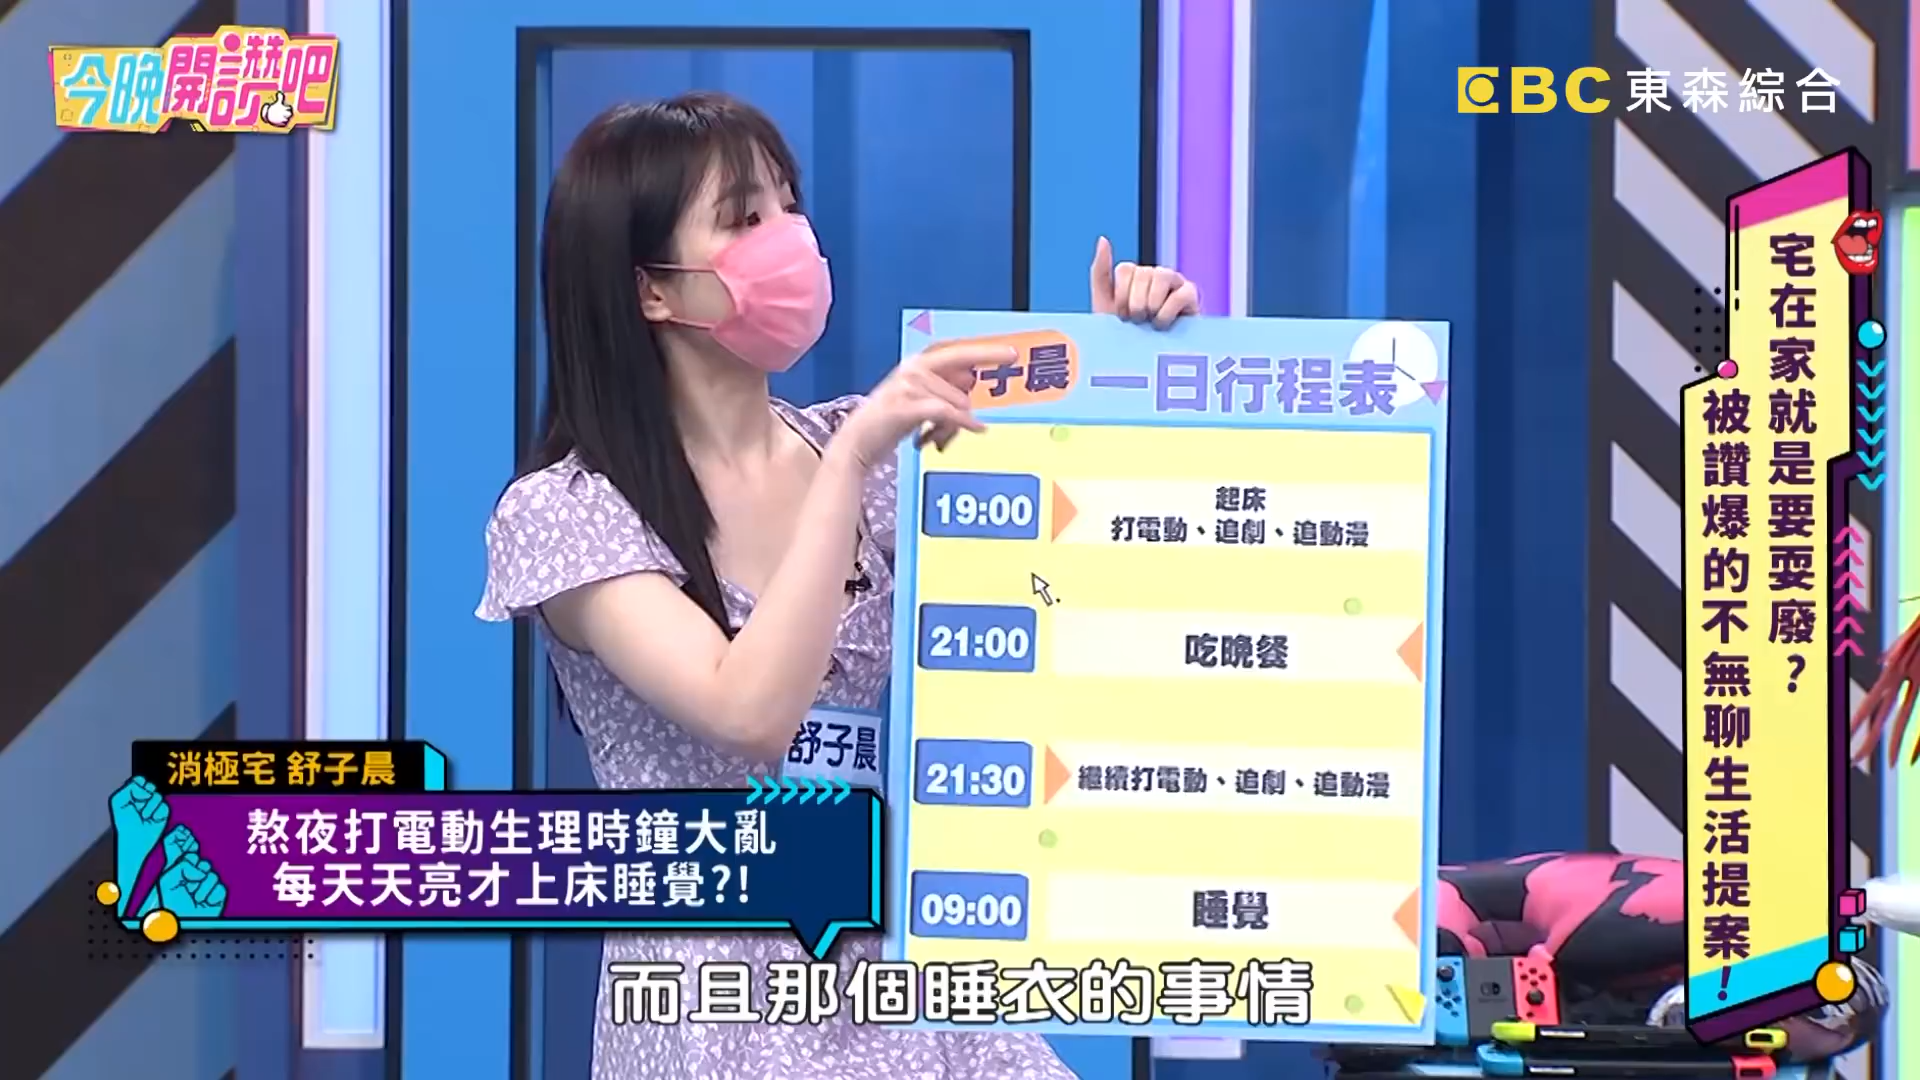 今晚開讚吧
EBC 東森綜合
宅在家就是要耍廢?
被讚爆的不無聊生活提案!
子晨 一日行程表
19:00
起床
打電動、追劇、追動漫
21:00
吃晚餐
21:30
繼續打電動、追劇、追動漫
09:00
睡覺
舒子晨
消極宅 舒子晨
熬夜打電動生理時鐘大亂
每天天亮才上床睡覺?!
而且那個睡衣的事情